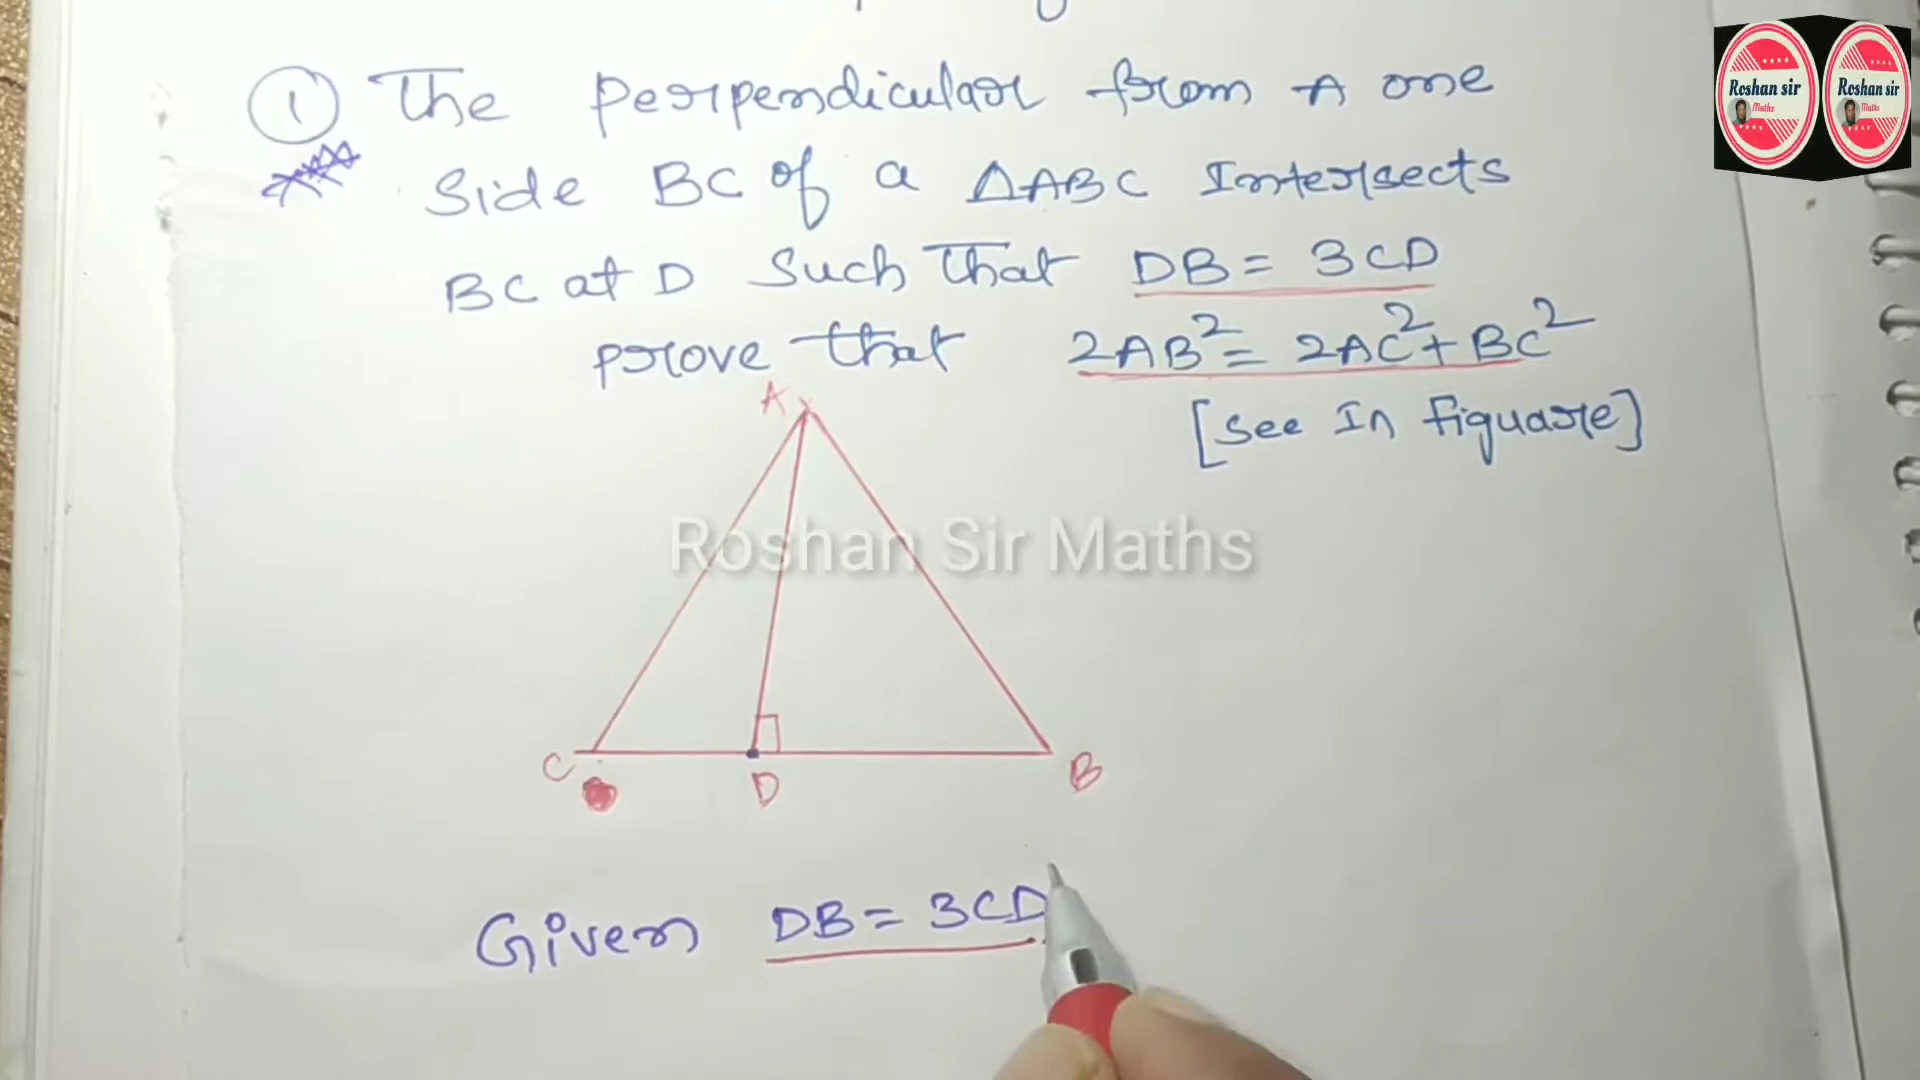 1 The perpendicular from A one
Side BC of a △ABC Intersects
BC at D Such That DB = 3CD
prove that 2AB² = 2AC² + BC²
[See In figuare]
A
C
D
B
Given DB = 3CD
Roshan Sir Maths
Roshan sir
Maths
Roshan sir
Maths